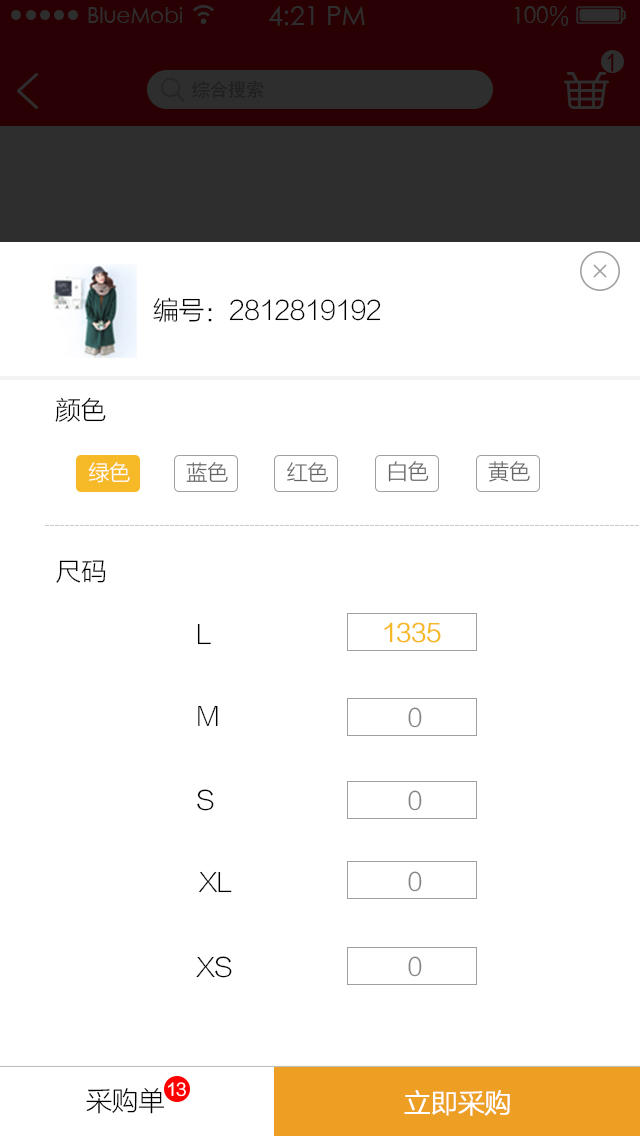 BlueMobi 4:21 PM 100%
1
综合搜索
编号：2812819192
颜色
绿色 蓝色 红色 白色 黄色
尺码
L 1335
M 0
S 0
XL 0
XS 0
采购单 13 立即采购